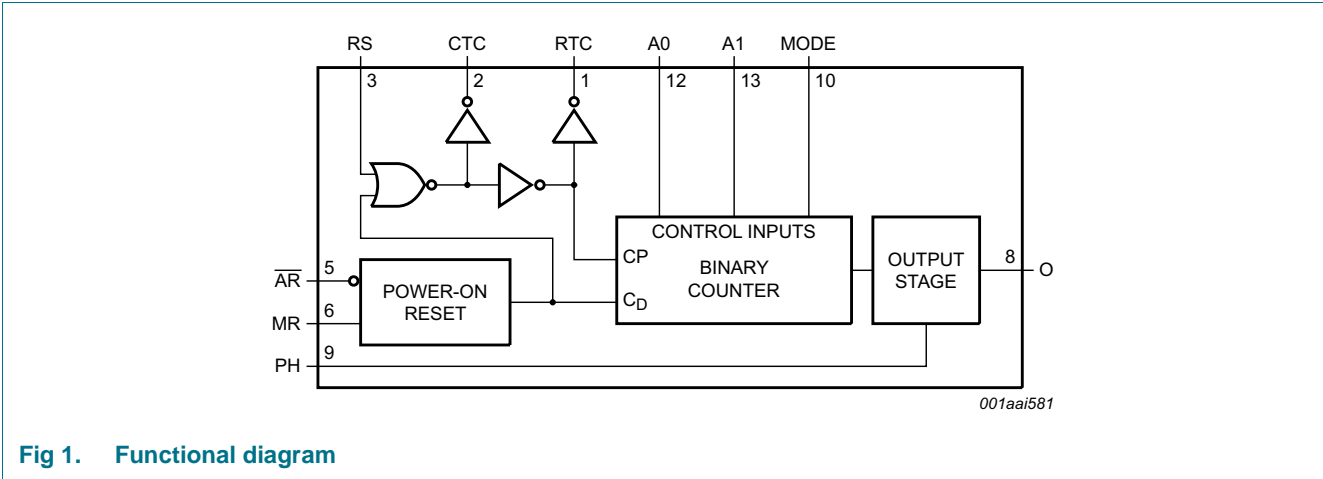 RS CTC RTC A0 A1 MODE
3 2 1 12 13 10
CONTROL INPUTS
CP
BINARY
COUNTER
CD
OUTPUT
STAGE
8 O
AR 5
POWER-ON
RESET
MR 6
PH 9
001aai581
Fig 1. Functional diagram